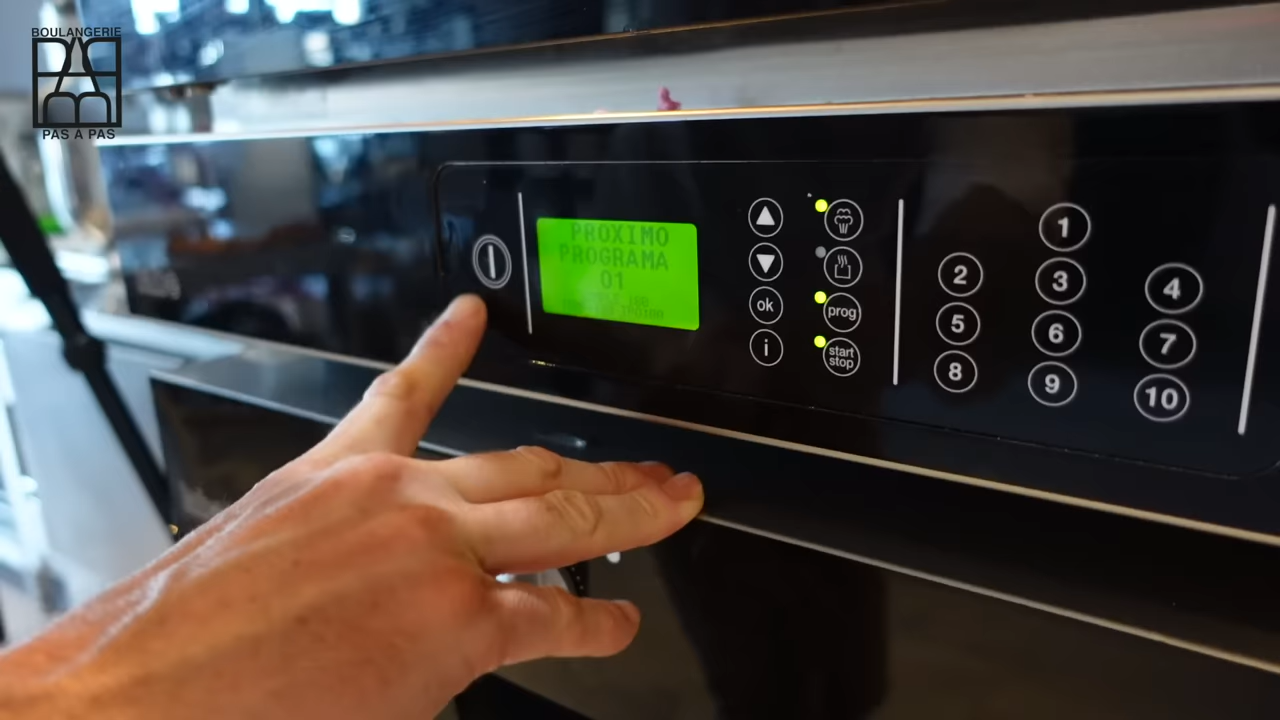 BOULANGERIE
PAS A PAS
PROXIMO
PROGRAMA
01
ok
i
prog
start
stop
1
2
3
4
5
6
7
8
9
10